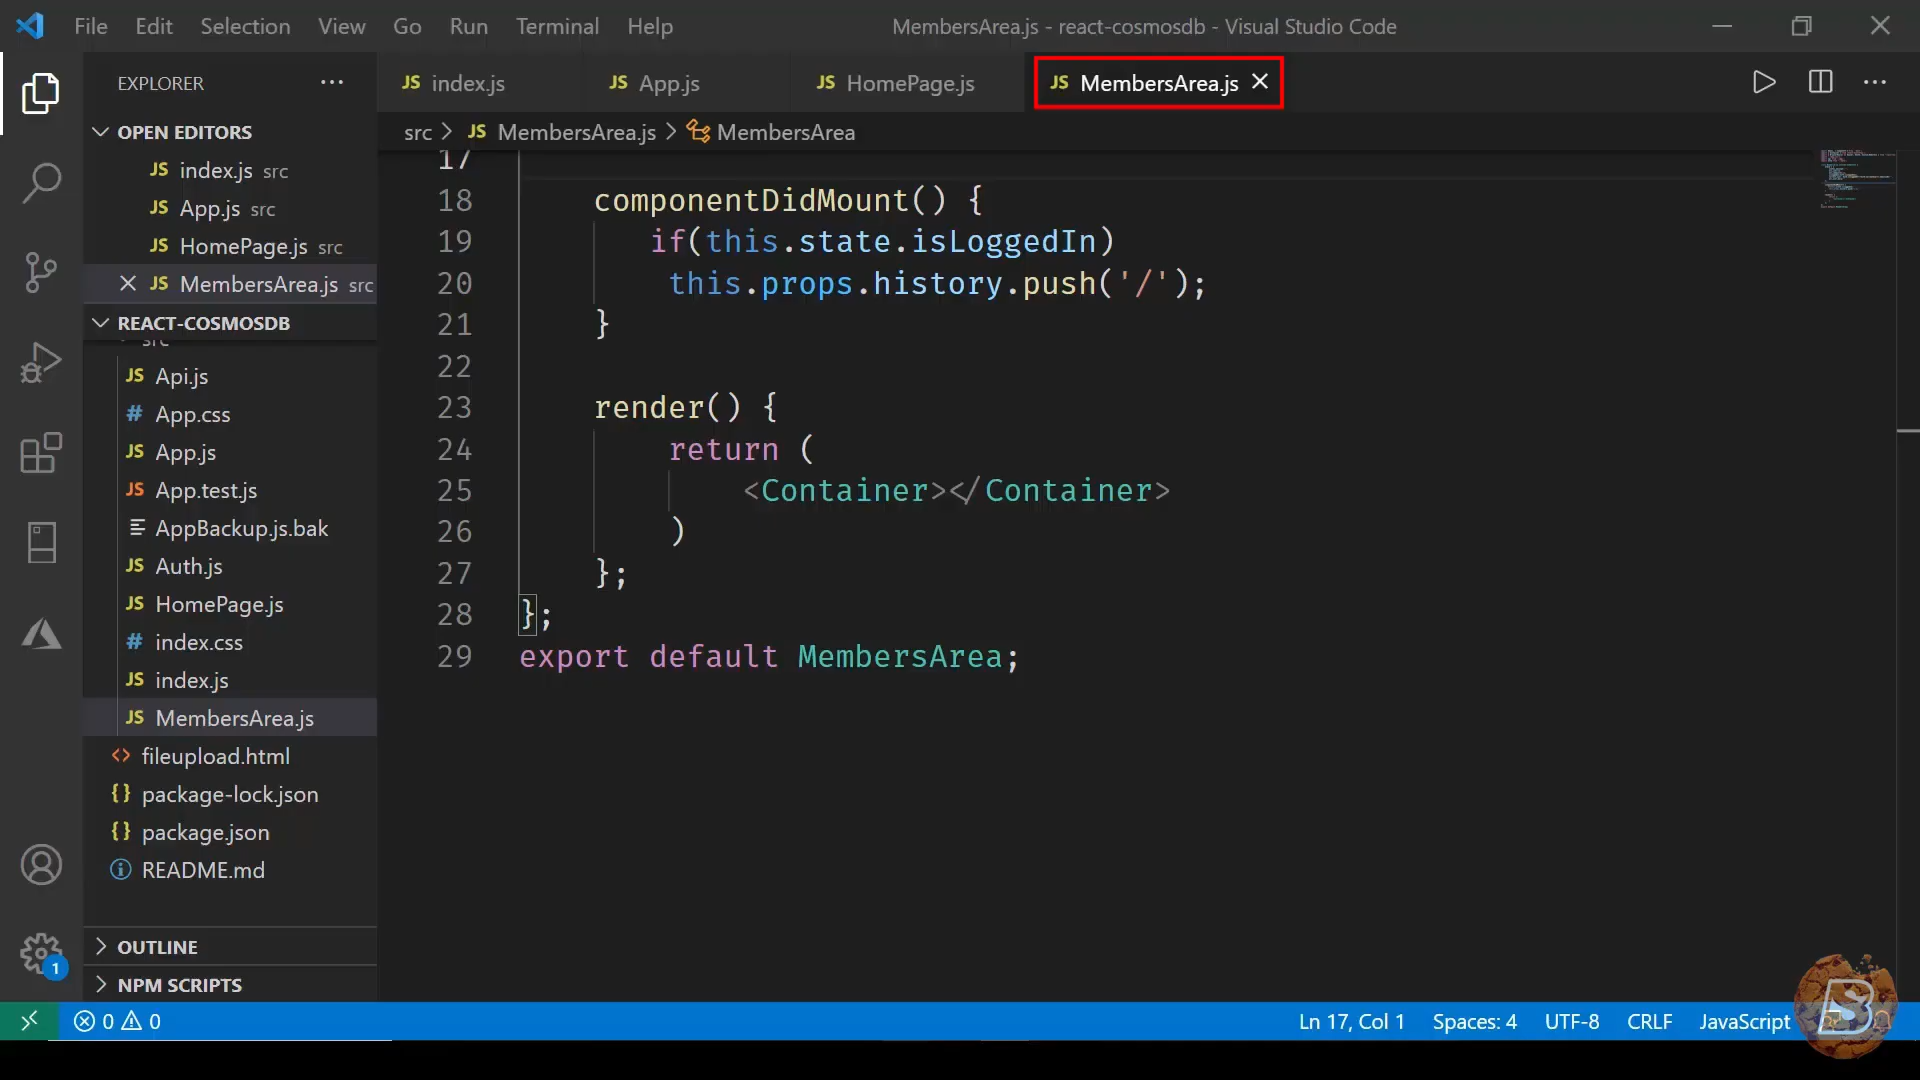 File Edit Selection View Go Run Terminal Help MembersArea.js - react-cosmosdb - Visual Studio Code
EXPLORER ···
JS index.js JS App.js JS HomePage.js JS MembersArea.js ···
OPEN EDITORS
src JS MembersArea.js MembersArea
JS index.js src
JS App.js src
JS HomePage.js src
JS MembersArea.js src
REACT-COSMOSDB
src
JS Api.js
# App.css
JS App.js
JS App.test.js
AppBackup.js.bak
JS Auth.js
JS HomePage.js
# index.css
JS index.js
JS MembersArea.js
<> fileupload.html
{} package-lock.json
{} package.json
README.md
OUTLINE
NPM SCRIPTS
1
17
18 componentDidMount() {
19 if(this.state.isLoggedIn)
20 this.props.history.push('/');
21 }
22
23 render() {
24 return (
25 <Container></Container>
26 )
27 };
28 };
29 export default MembersArea;
0 0 Ln 17, Col 1 Spaces: 4 UTF-8 CRLF JavaScript
B